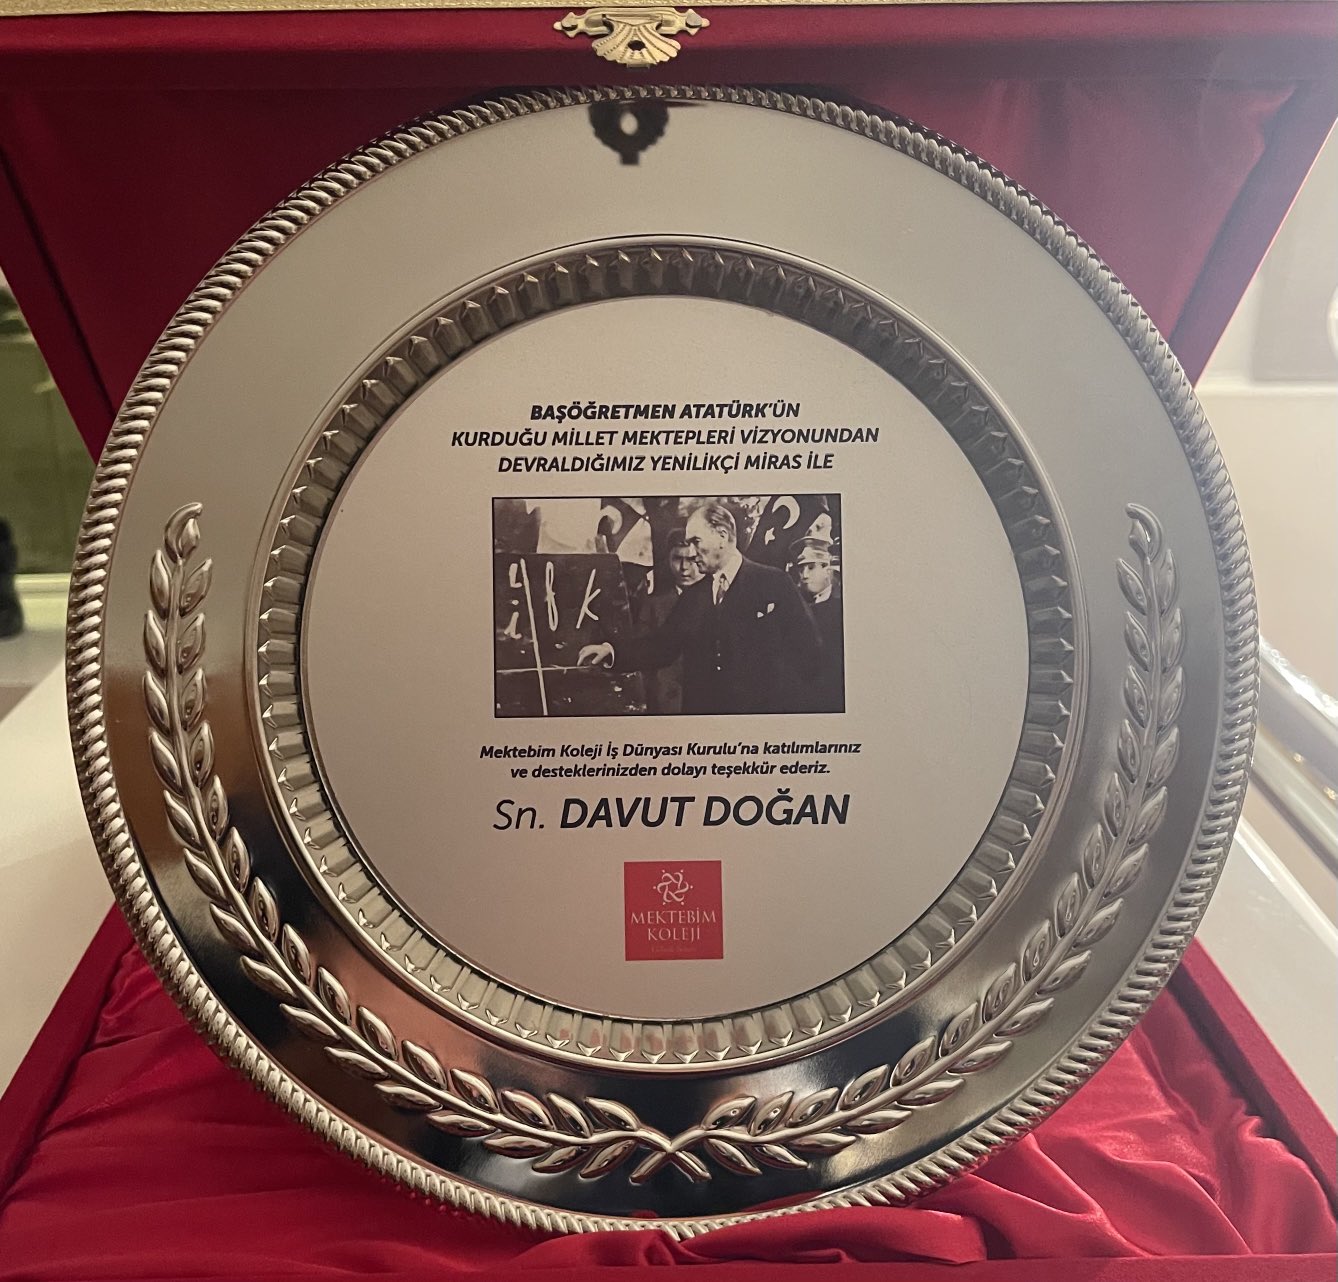 BAŞÖĞRETMEN ATATÜRK'ÜN
KURDUĞU MİLLET MEKTEPLERİ VİZYONUNDAN
DEVRALDIĞIMIZ YENİLİKÇİ MİRAS İLE
Mektebim Koleji İş Dünyası Kurulu'na katılımlarınız
ve desteklerinizden dolayı teşekkür ederiz.
Sn. DAVUT DOĞAN
MEKTEBİM
KOLEJI